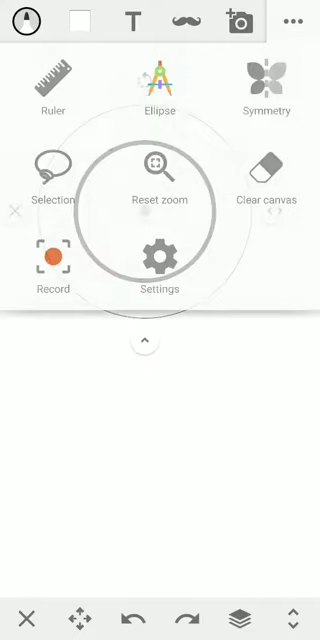 T
Ruler
Ellipse
Symmetry
Selection
Reset zoom
Clear canvas
Record
Settings